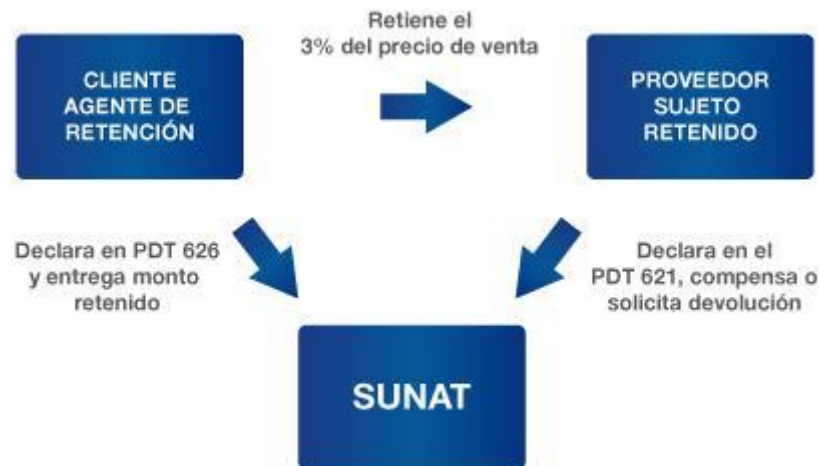 Retiene el
3% del precio de venta
CLIENTE
AGENTE DE
RETENCIÓN
PROVEEDOR
SUJETO
RETENIDO
Declara en PDT 626
y entrega monto
retenido
Declara en el
PDT 621, compensa o
solicita devolución
SUNAT